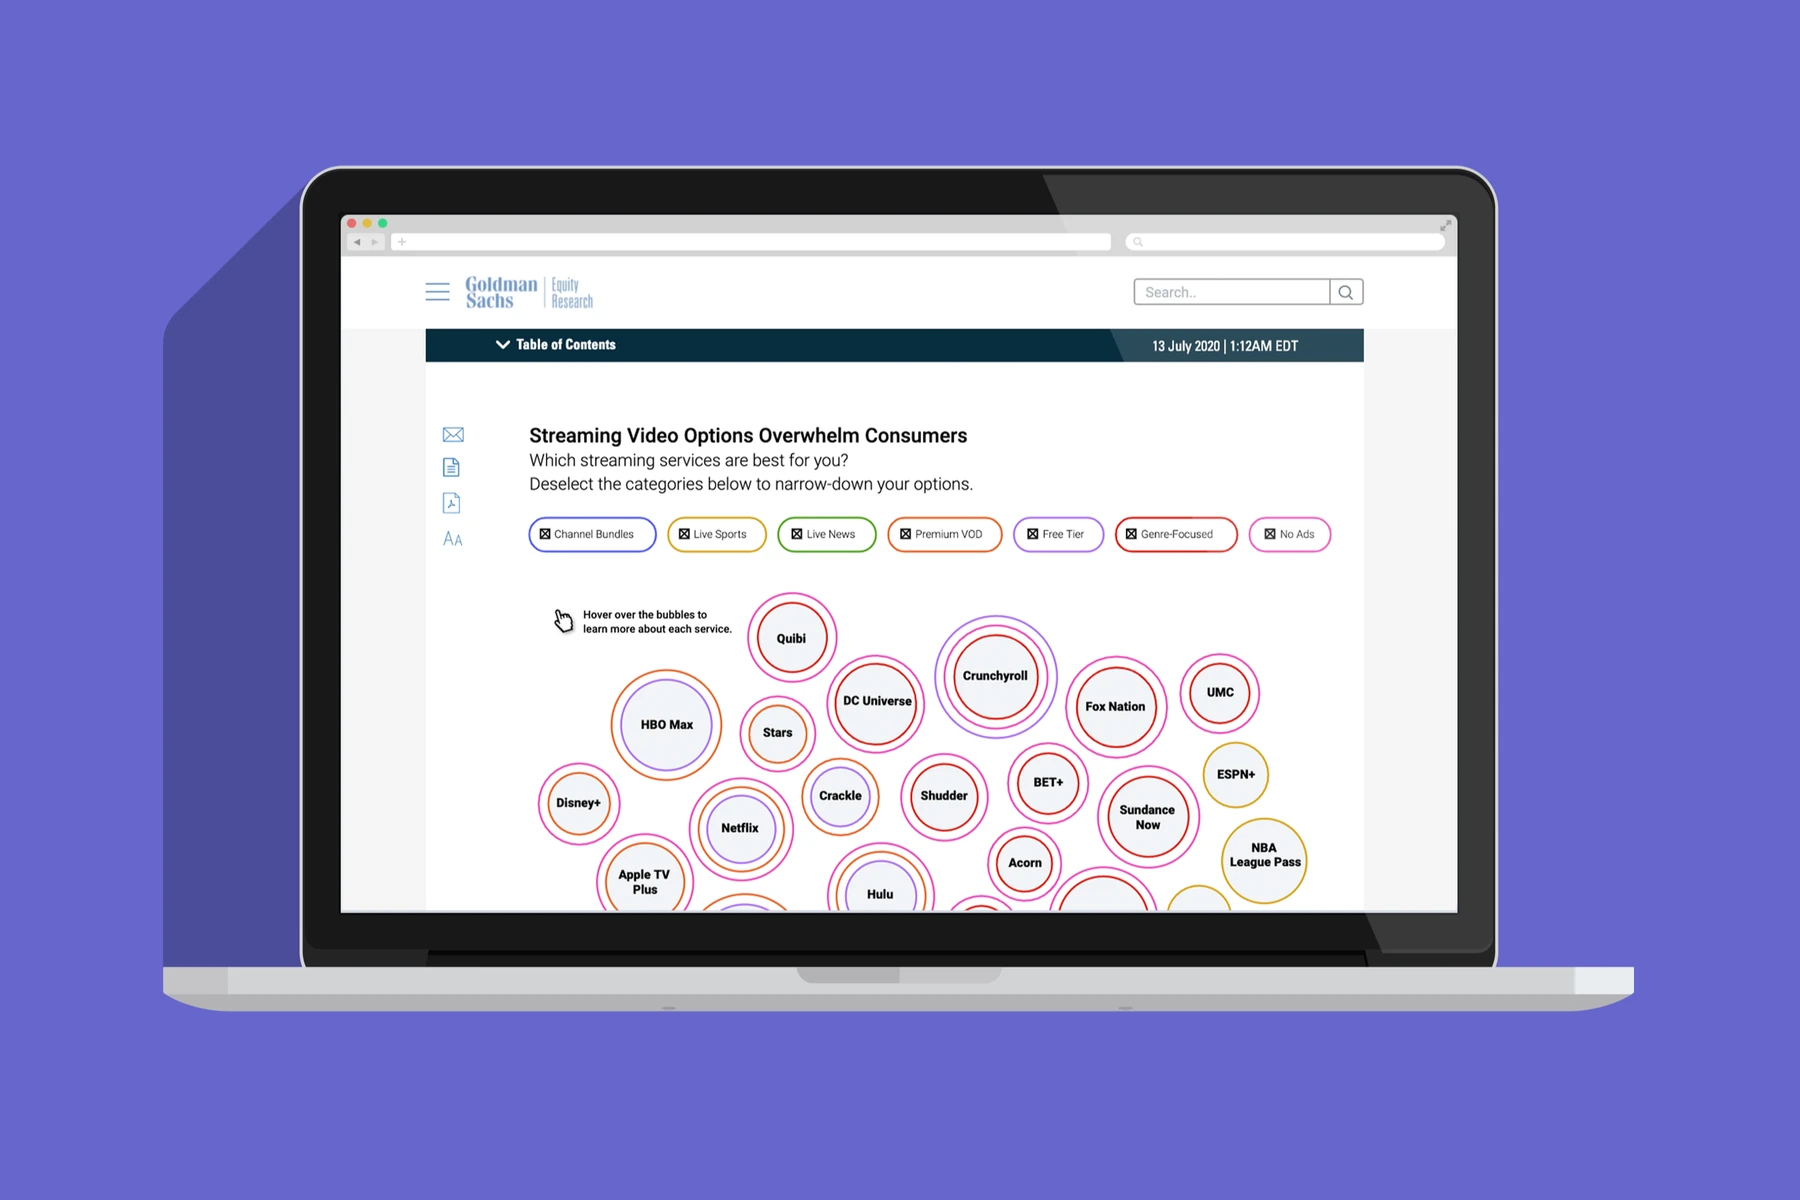 Goldman
Sachs
Equity
Research
Search..
Table of Contents
13 July 2020 | 1:12AM EDT
Streaming Video Options Overwhelm Consumers
Which streaming services are best for you?
Deselect the categories below to narrow-down your options.
Channel Bundles
Live Sports
Live News
Premium VOD
Free Tier
Genre-Focused
No Ads
AA
Hover over the bubbles to
learn more about each service.
Quibi
Crunchyroll
UMC
DC Universe
Fox Nation
HBO Max
Stars
ESPN+
BET+
Crackle
Shudder
Disney+
Sundance
Now
Netflix
NBA
League Pass
Acorn
Apple TV
Plus
Hulu